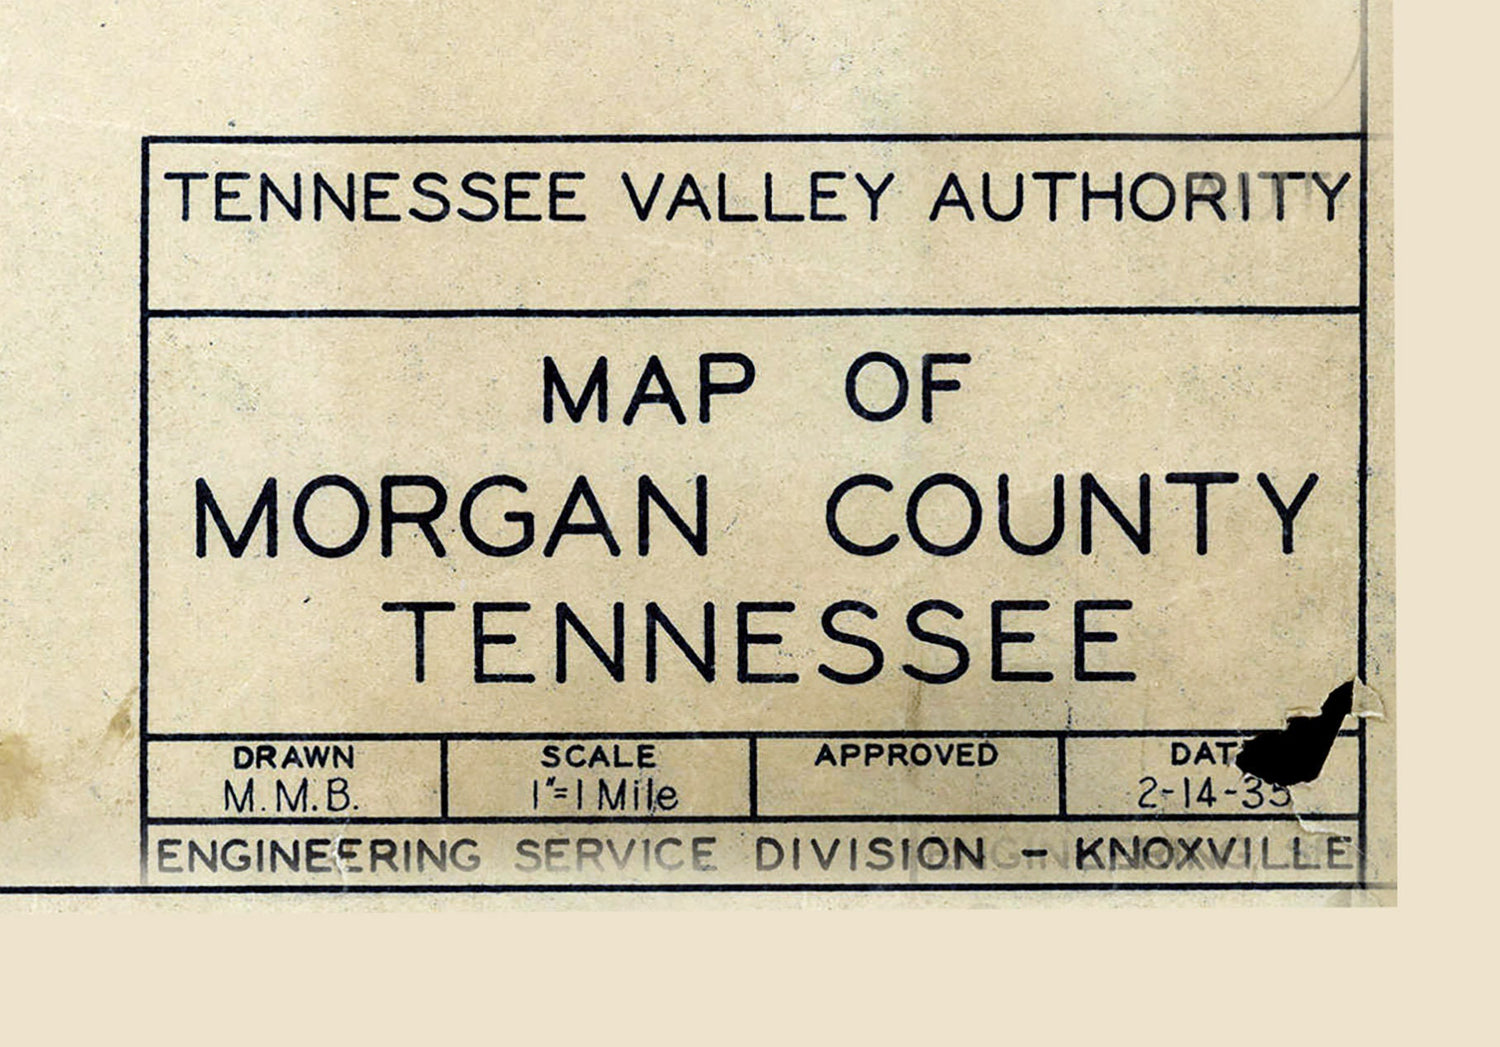 TENNESSEE VALLEY AUTHORITY
MAP OF
MORGAN COUNTY
TENNESSEE
DRAWN SCALE APPROVED
M.M.B. 1"=1 Mile 2-14-35
ENGINEERING SERVICE DIVISION - KNOXVILLE